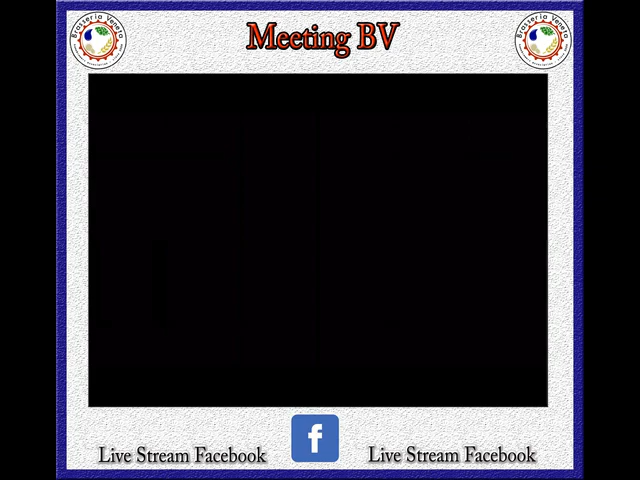 Brasseria Veneta
Meeting BV
Brasseria Veneta
Live Stream Facebook
f
Live Stream Facebook